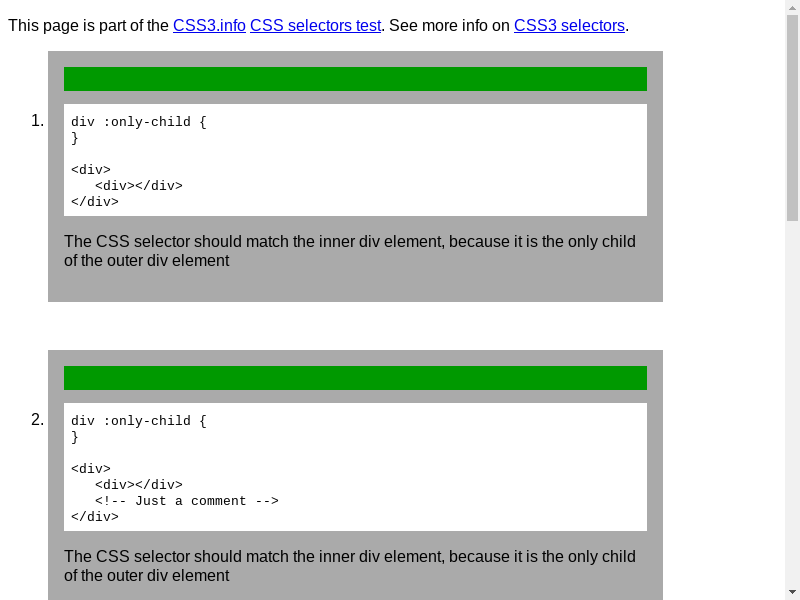 This page is part of the CSS3.info CSS selectors test. See more info on CSS3 selectors.
1.
div :only-child {
}
<div>
   <div></div>
</div>
The CSS selector should match the inner div element, because it is the only child
of the outer div element
2.
div :only-child {
}
<div>
   <div></div>
   <!-- Just a comment -->
</div>
The CSS selector should match the inner div element, because it is the only child
of the outer div element